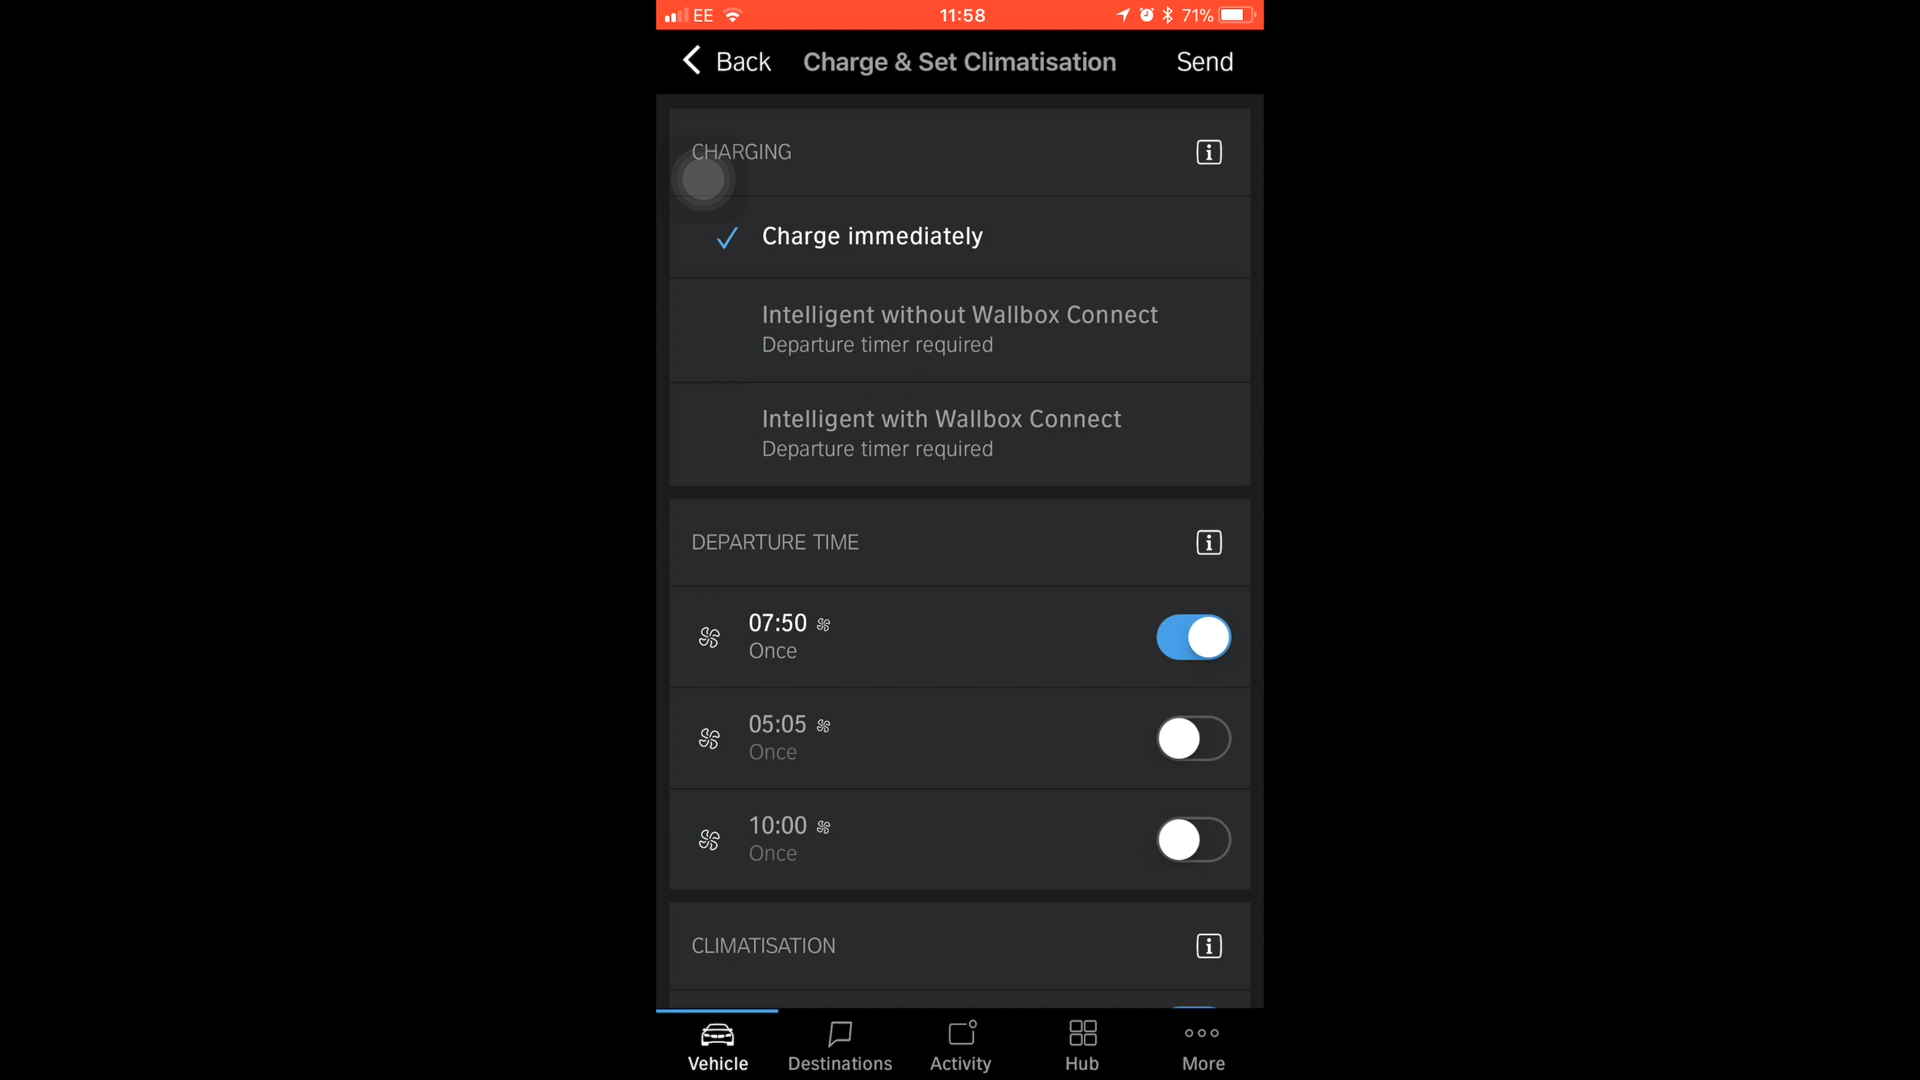 EE 11:58 71%
Back Charge & Set Climatisation Send
CHARGING
Charge immediately
Intelligent without Wallbox Connect
Departure timer required
Intelligent with Wallbox Connect
Departure timer required
DEPARTURE TIME
07:50
Once
05:05
Once
10:00
Once
CLIMATISATION
Vehicle Destinations Activity Hub More